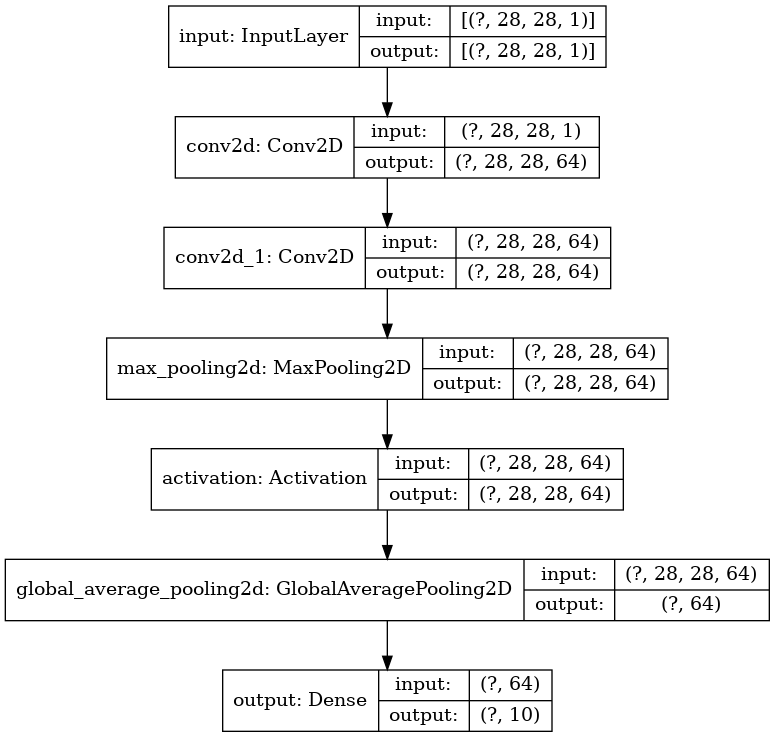 input: InputLayer
input:
[(?, 28, 28, 1)]
output:
[(?, 28, 28, 1)]
conv2d: Conv2D
input:
(?, 28, 28, 1)
output:
(?, 28, 28, 64)
conv2d_1: Conv2D
input:
(?, 28, 28, 64)
output:
(?, 28, 28, 64)
max_pooling2d: MaxPooling2D
input:
(?, 28, 28, 64)
output:
(?, 28, 28, 64)
activation: Activation
input:
(?, 28, 28, 64)
output:
(?, 28, 28, 64)
global_average_pooling2d: GlobalAveragePooling2D
input:
(?, 28, 28, 64)
output:
(?, 64)
output: Dense
input:
(?, 64)
output:
(?, 10)